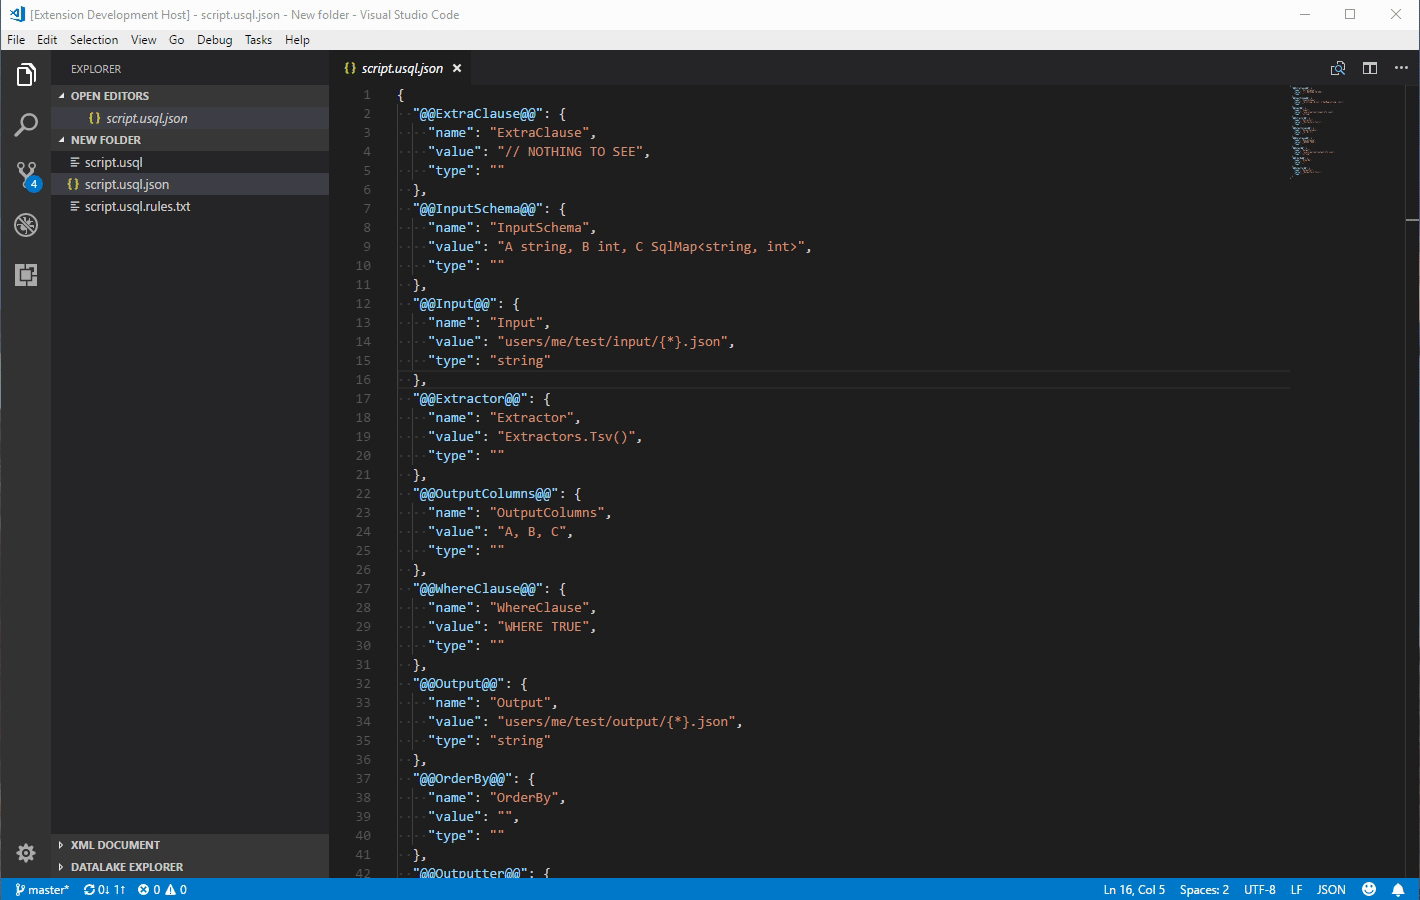 [Extension Development Host] - script.usql.json - New folder - Visual Studio Code
File Edit Selection View Go Debug Tasks Help
EXPLORER
OPEN EDITORS
{} script.usql.json
NEW FOLDER
script.usql
{} script.usql.json
script.usql.rules.txt
4
XML DOCUMENT
DATALAKE EXPLORER
{} script.usql.json ×
1 {
2 "@@ExtraClause@@": {
3 "name": "ExtraClause",
4 "value": "// NOTHING TO SEE",
5 "type": ""
6 },
7 "@@InputSchema@@": {
8 "name": "InputSchema",
9 "value": "A string, B int, C SqlMap<string, int>",
10 "type": ""
11 },
12 "@@Input@@": {
13 "name": "Input",
14 "value": "users/me/test/input/{*}.json",
15 "type": "string"
16 },
17 "@@Extractor@@": {
18 "name": "Extractor",
19 "value": "Extractors.Tsv()",
20 "type": ""
21 },
22 "@@OutputColumns@@": {
23 "name": "OutputColumns",
24 "value": "A, B, C",
25 "type": ""
26 },
27 "@@WhereClause@@": {
28 "name": "WhereClause",
29 "value": "WHERE TRUE",
30 "type": ""
31 },
32 "@@Output@@": {
33 "name": "Output",
34 "value": "users/me/test/output/{*}.json",
35 "type": "string"
36 },
37 "@@OrderBy@@": {
38 "name": "OrderBy",
39 "value": "",
40 "type": ""
41 },
42 "@@Outputter@@": {
master* 0↓ 1↑ 0 0 Ln 16, Col 5 Spaces: 2 UTF-8 LF JSON